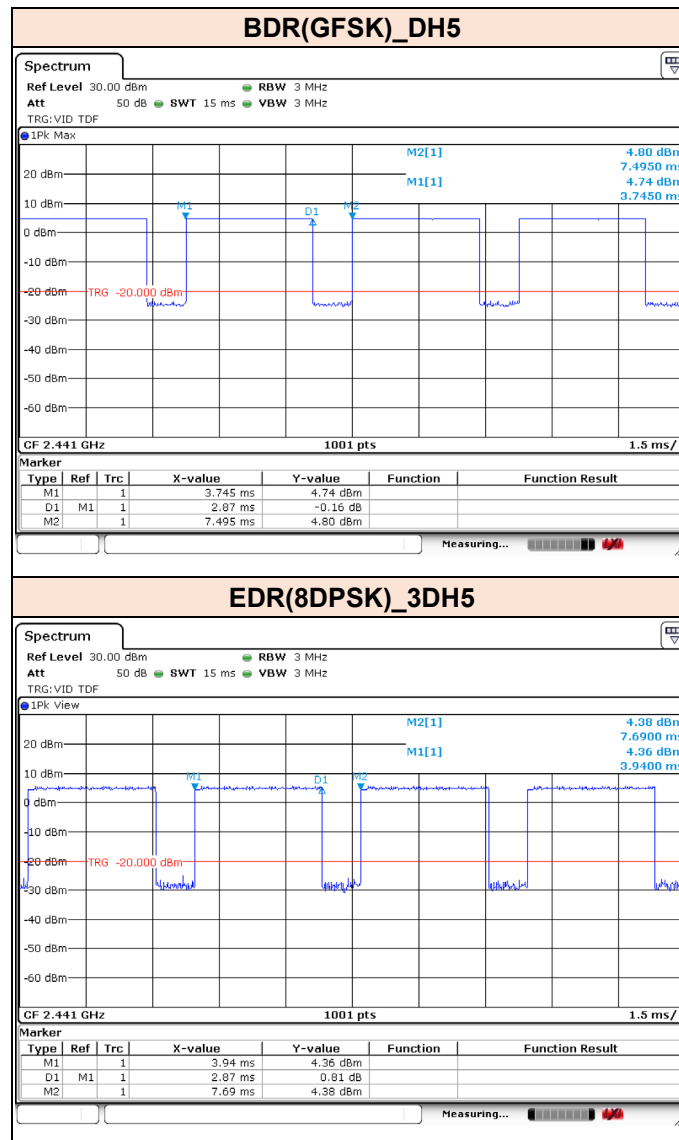 BDR(GFSK)_DH5
Spectrum
Ref Level 30.00 dBm RBW 3 MHz
Att 50 dB SWT 15 ms VBW 3 MHz
TRG:VID TDF
1Pk Max
M2[1] 4.80 dBm
7.4950 ms
M1[1] 4.74 dBm
3.7450 ms
20 dBm
10 dBm
M1 D1 M2
0 dBm
-10 dBm
-20 dBm TRG -20.000 dBm
-30 dBm
-40 dBm
-50 dBm
-60 dBm
CF 2.441 GHz 1001 pts 1.5 ms/
Marker
Type Ref Trc X-value Y-value Function Function Result
M1 1 3.745 ms 4.74 dBm
D1 M1 1 2.87 ms -0.16 dB
M2 1 7.495 ms 4.80 dBm
Measuring...
EDR(8DPSK)_3DH5
Spectrum
Ref Level 30.00 dBm RBW 3 MHz
Att 50 dB SWT 15 ms VBW 3 MHz
TRG:VID TDF
1Pk View
M2[1] 4.38 dBm
7.6900 ms
M1[1] 4.36 dBm
3.9400 ms
20 dBm
10 dBm
M1 D1 M2
0 dBm
-10 dBm
-20 dBm TRG -20.000 dBm
-30 dBm
-40 dBm
-50 dBm
-60 dBm
CF 2.441 GHz 1001 pts 1.5 ms/
Marker
Type Ref Trc X-value Y-value Function Function Result
M1 1 3.94 ms 4.36 dBm
D1 M1 1 2.87 ms 0.81 dB
M2 1 7.69 ms 4.38 dBm
Measuring...